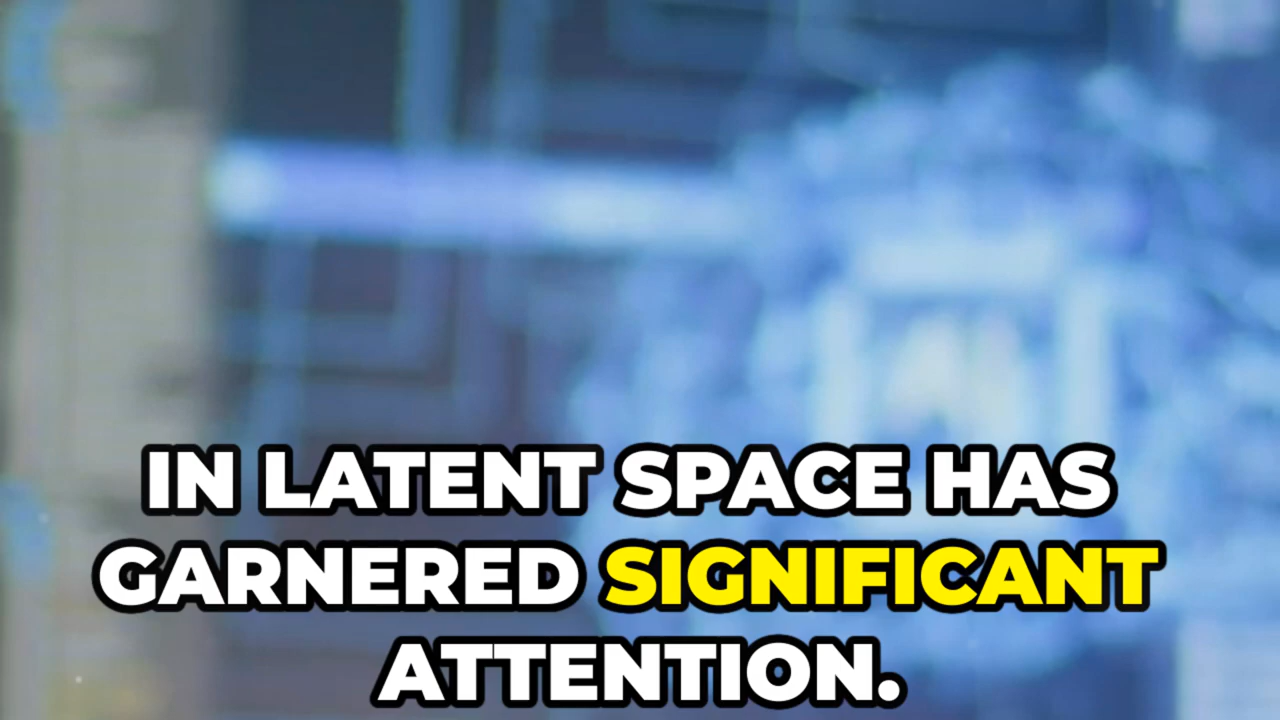 IN LATENT SPACE HAS
GARNERED SIGNIFICANT
ATTENTION.